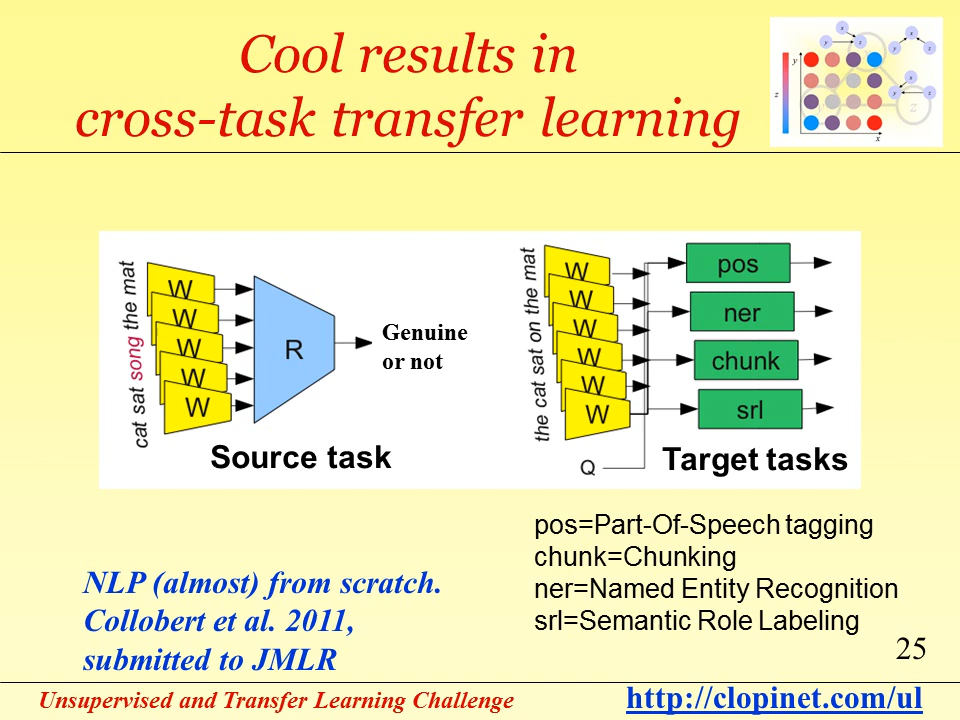 Cool results in
cross-task transfer learning
x
y
z
x
y
z
x
y
z
y
z
z
x
cat sat song the mat
W
W
W
W
W
R
Genuine
or not
Source task
the cat sat on the mat
W
W
W
W
W
W
Q
pos
ner
chunk
srl
Target tasks
pos=Part-Of-Speech tagging
chunk=Chunking
ner=Named Entity Recognition
srl=Semantic Role Labeling
NLP (almost) from scratch.
Collobert et al. 2011,
submitted to JMLR
25
Unsupervised and Transfer Learning Challenge
http://clopinet.com/ul